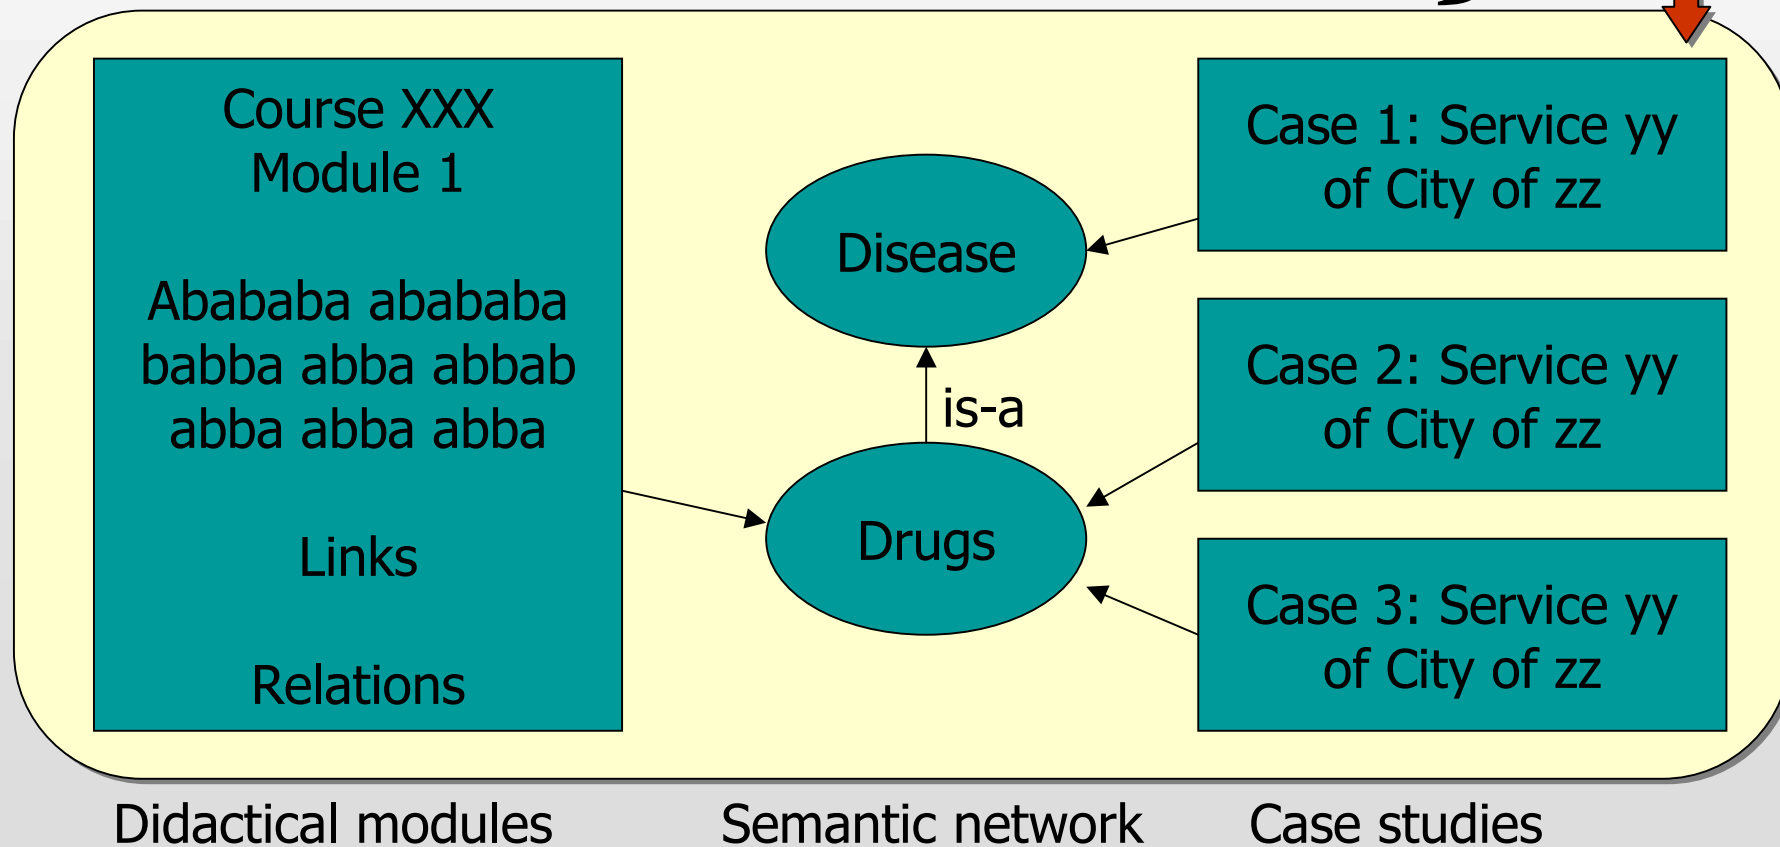 Course XXX
Module 1
Abababa abababa
babba abba abbab
abba abba abba
Links
Relations
Disease
is-a
Drugs
Case 1: Service yy
of City of zz
Case 2: Service yy
of City of zz
Case 3: Service yy
of City of zz
Didactical modules
Semantic network
Case studies